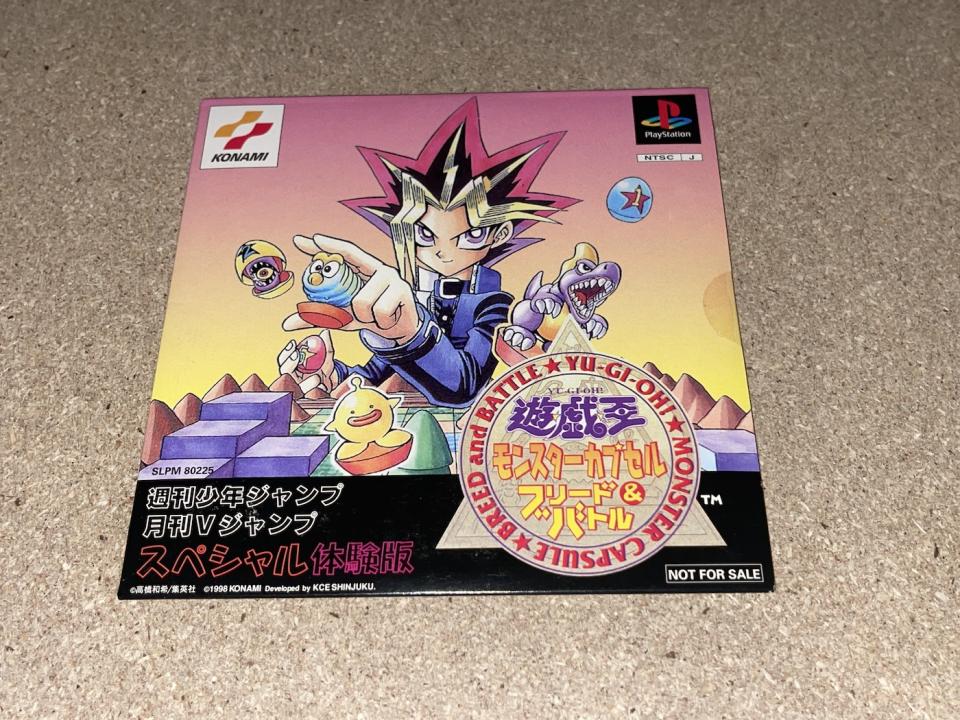 KONAMI
PlayStation
NTSC J
1
BREED and BATTLE★YU-GI-OH!★MONSTER CAPSULE★
YU-GI-OH!
遊戯王
モンスターカプセル
ブリード&バトル
TM
SLPM 80225
週刊少年ジャンプ
月刊Vジャンプ
スペシャル体験版
©高橋和希/集英社 ©1998 KONAMI Developed by KCE SHINJUKU.
NOT FOR SALE